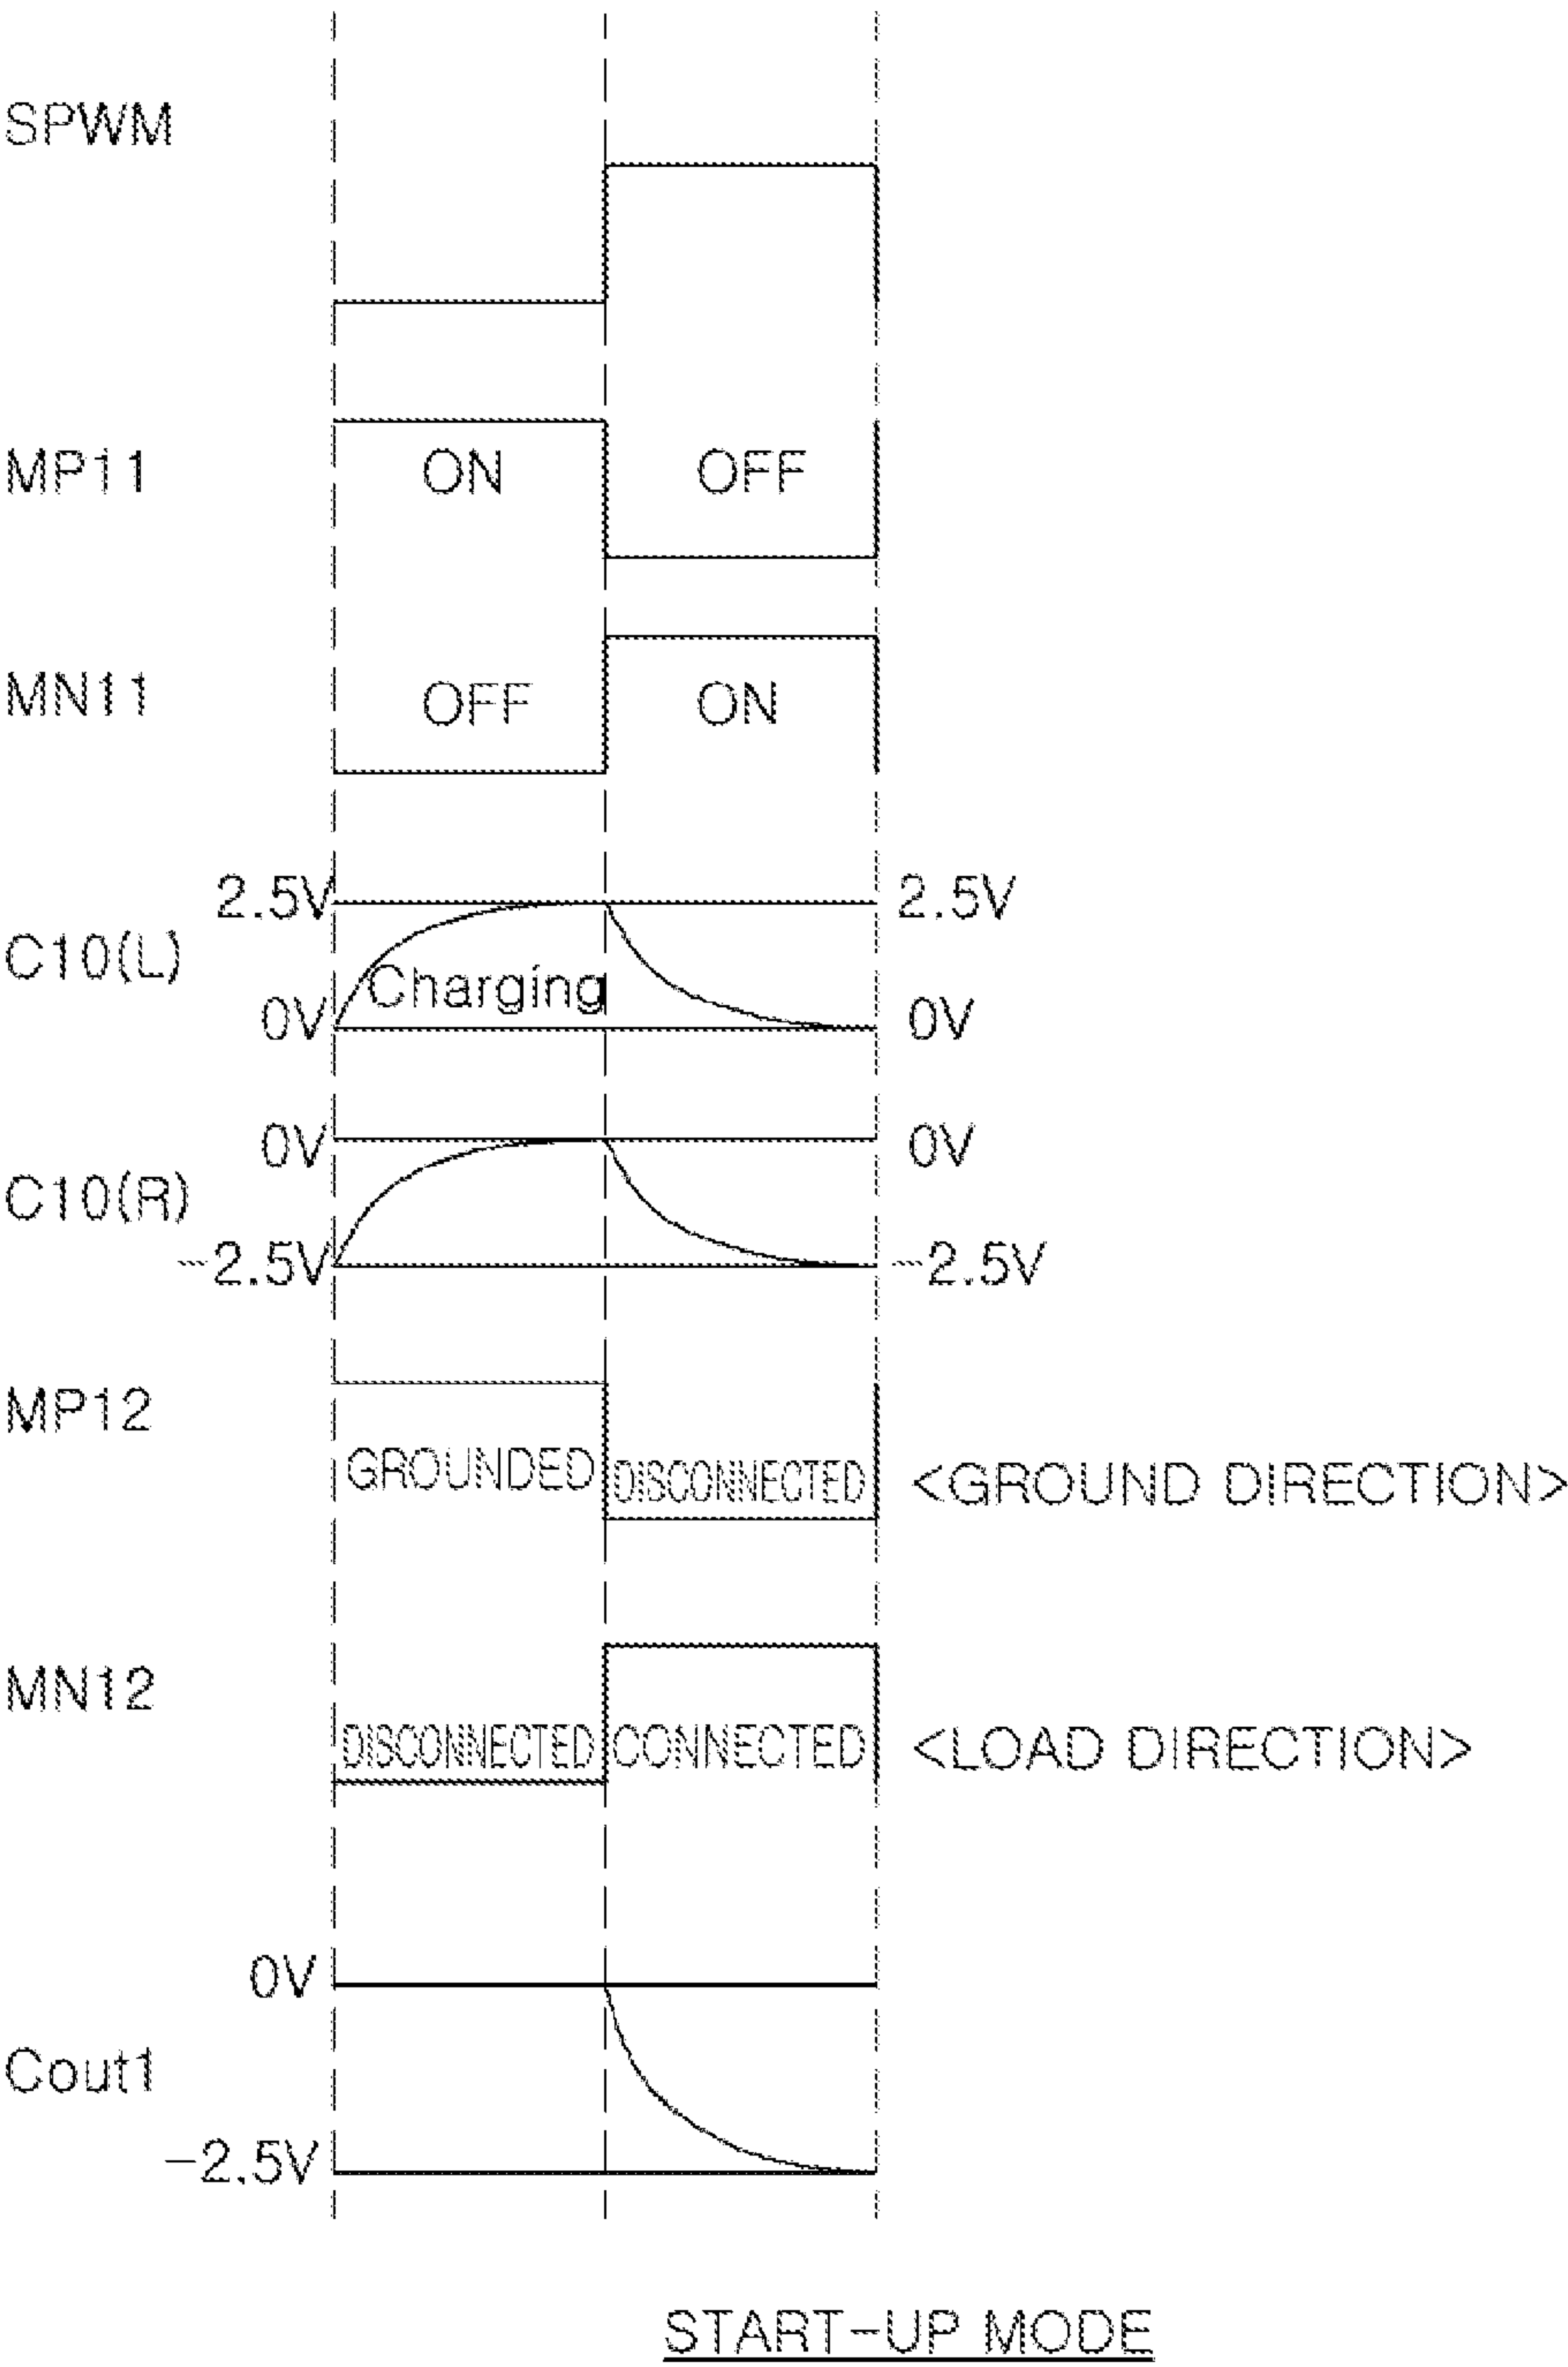 SPWM
MP11
ON
OFF
MN11
OFF
ON
2.5V
2.5V
C10(L)
Charging
0V
0V
0V
0V
C10(R)
-2.5V
-2.5V
MP12
GROUNDED
DISCONNECTED
<GROUND DIRECTION>
MN12
DISCONNECTED
CONNECTED
<LOAD DIRECTION>
0V
Cout1
-2.5V
START-UP MODE